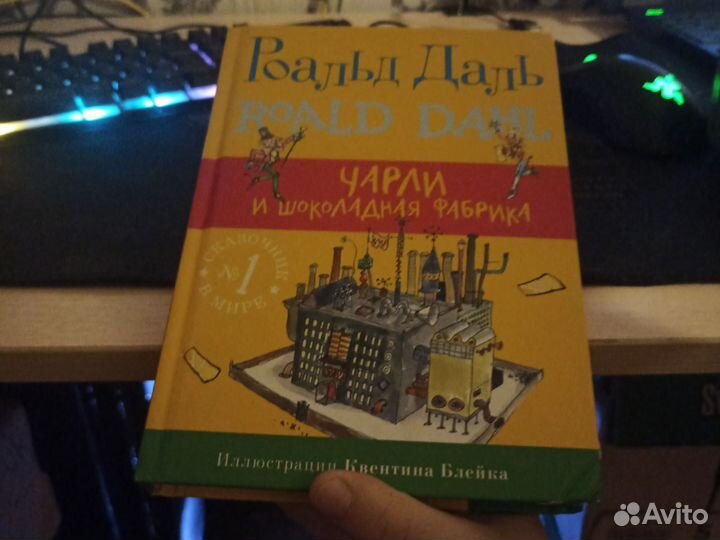 Роальд Даль
ROALD DAHL
ЧАРЛИ
И ШОКОЛАДНАЯ ФАБРИКА
СКАЗОЧНИК
№1
В МИРЕ
Иллюстрации Квентина Блейка
Avito